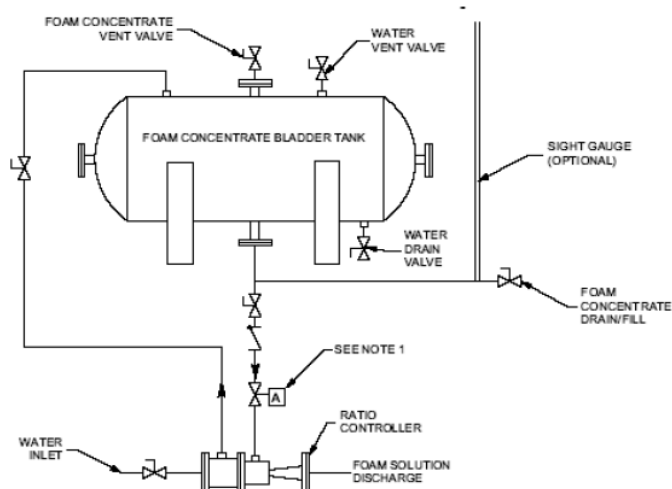 FOAM CONCENTRATE
VENT VALVE
WATER
VENT VALVE
FOAM CONCENTRATE BLADDER TANK
SIGHT GAUGE
(OPTIONAL)
WATER
DRAIN
VALVE
FOAM
CONCENTRATE
DRAIN/FILL
SEE NOTE 1
A
RATIO
CONTROLLER
WATER
INLET
FOAM SOLUTION
DISCHARGE